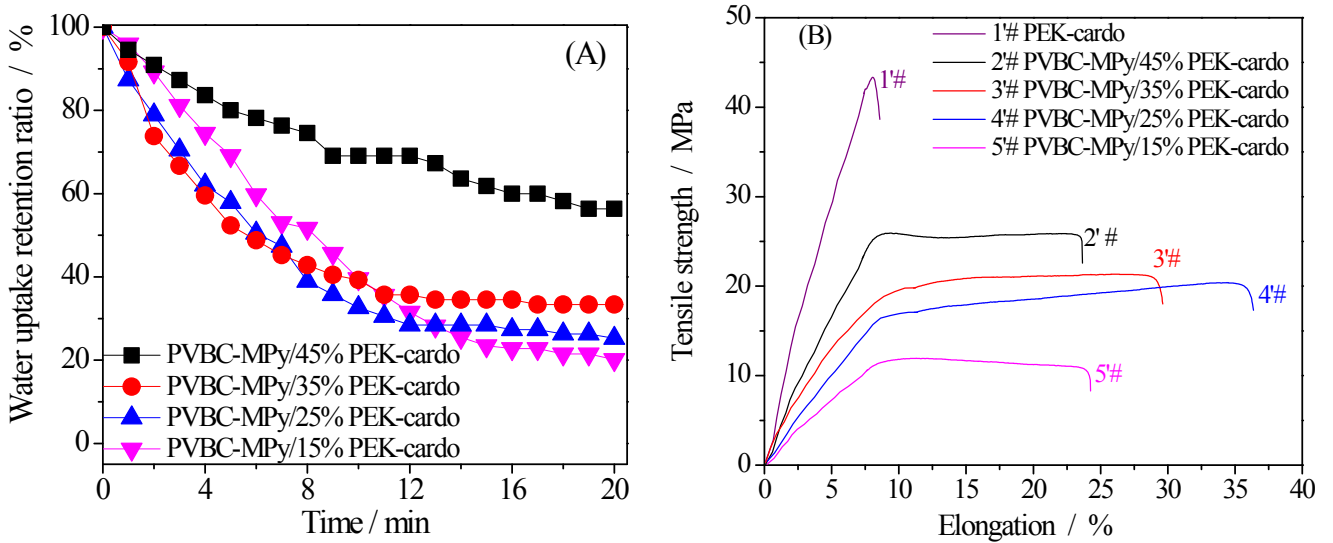 (A)
Water uptake retention ratio / %
100
80
60
40
20
0
PVBC-MPy/45% PEK-cardo
PVBC-MPy/35% PEK-cardo
PVBC-MPy/25% PEK-cardo
PVBC-MPy/15% PEK-cardo
0 4 8 12 16 20
Time / min
(B)
Tensile strength / MPa
50
40
30
20
10
0
1'# PEK-cardo
2'# PVBC-MPy/45% PEK-cardo
3'# PVBC-MPy/35% PEK-cardo
4'# PVBC-MPy/25% PEK-cardo
5'# PVBC-MPy/15% PEK-cardo
1'#
2'#
3'#
4'#
5'#
0 5 10 15 20 25 30 35 40
Elongation / %